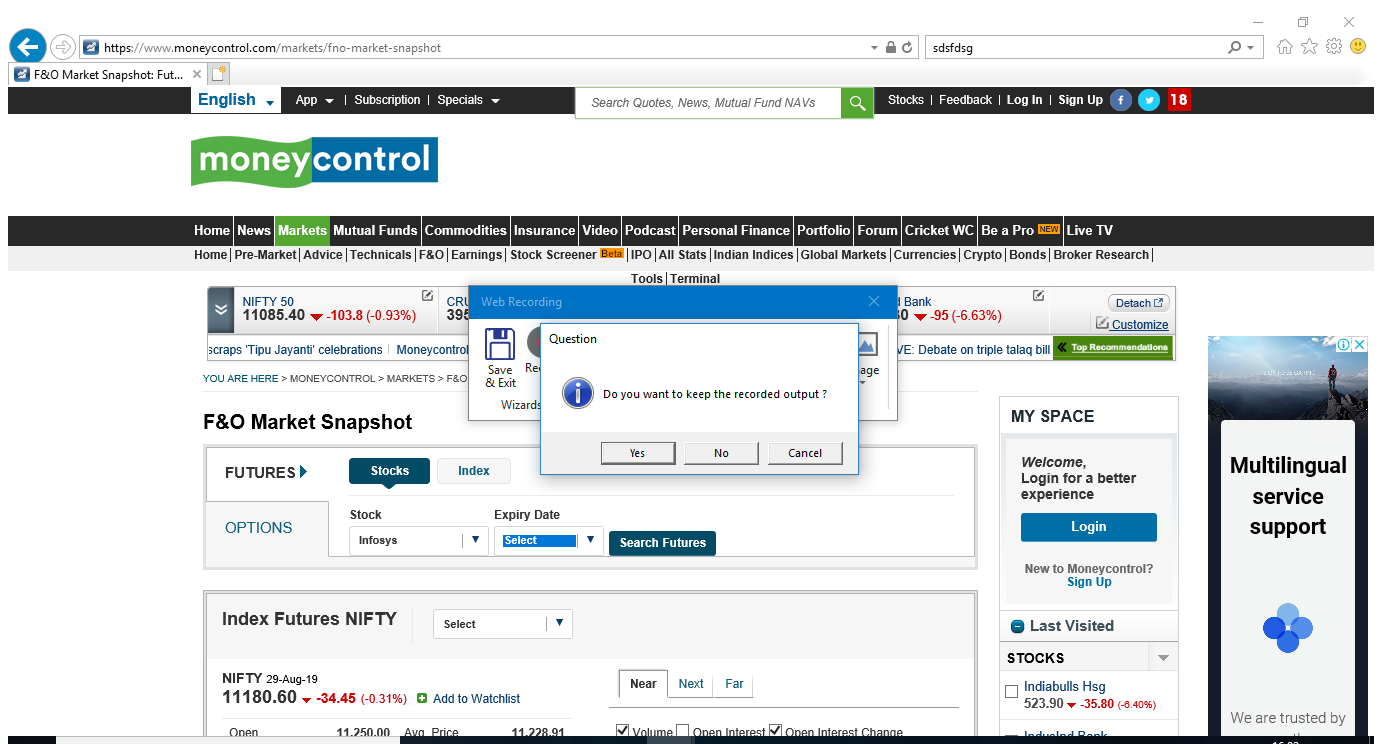 https://www.moneycontrol.com/markets/fno-market-snapshot
sdsfdsg
F&O Market Snapshot: Fut...
English App | Subscription | Specials
Search Quotes, News, Mutual Fund NAVs
Stocks | Feedback | Log In | Sign Up f 18
moneycontrol
Home News Markets Mutual Funds Commodities Insurance Video Podcast Personal Finance Portfolio Forum Cricket WC Be a Pro NEW Live TV
Home | Pre-Market | Advice | Technicals | F&O | Earnings | Stock Screener Beta | IPO | All Stats | Indian Indices | Global Markets | Currencies | Crypto | Bonds | Broker Research |
Tools | Terminal
NIFTY 50
11085.40 -103.8 (-0.93%)
CRU
395
d Bank
30 -95 (-6.63%)
Detach
Customize
scraps 'Tipu Jayanti' celebrations | Moneycontrol
VE: Debate on triple talaq bill
Top Recommendations
YOU ARE HERE > MONEYCONTROL > MARKETS > F&O
Web Recording
Save
& Exit
Rec
age
Wizards
Question
Do you want to keep the recorded output ?
Yes
No
Cancel
F&O Market Snapshot
FUTURES
Stocks
Index
OPTIONS
Stock
Expiry Date
Infosys
Select
Search Futures
Index Futures NIFTY
Select
NIFTY 29-Aug-19
11180.60 -34.45 (-0.31%) Add to Watchlist
Near Next Far
Open 11,250.00 Avg. Price 11,228.91
Volume Open Interest Open Interest Change
MY SPACE
Welcome,
Login for a better
experience
Login
New to Moneycontrol?
Sign Up
Last Visited
STOCKS
Indiabulls Hsg
523.90 -35.80 (-6.40%)
IndusInd Bank
Multilingual
service
support
We are trusted by